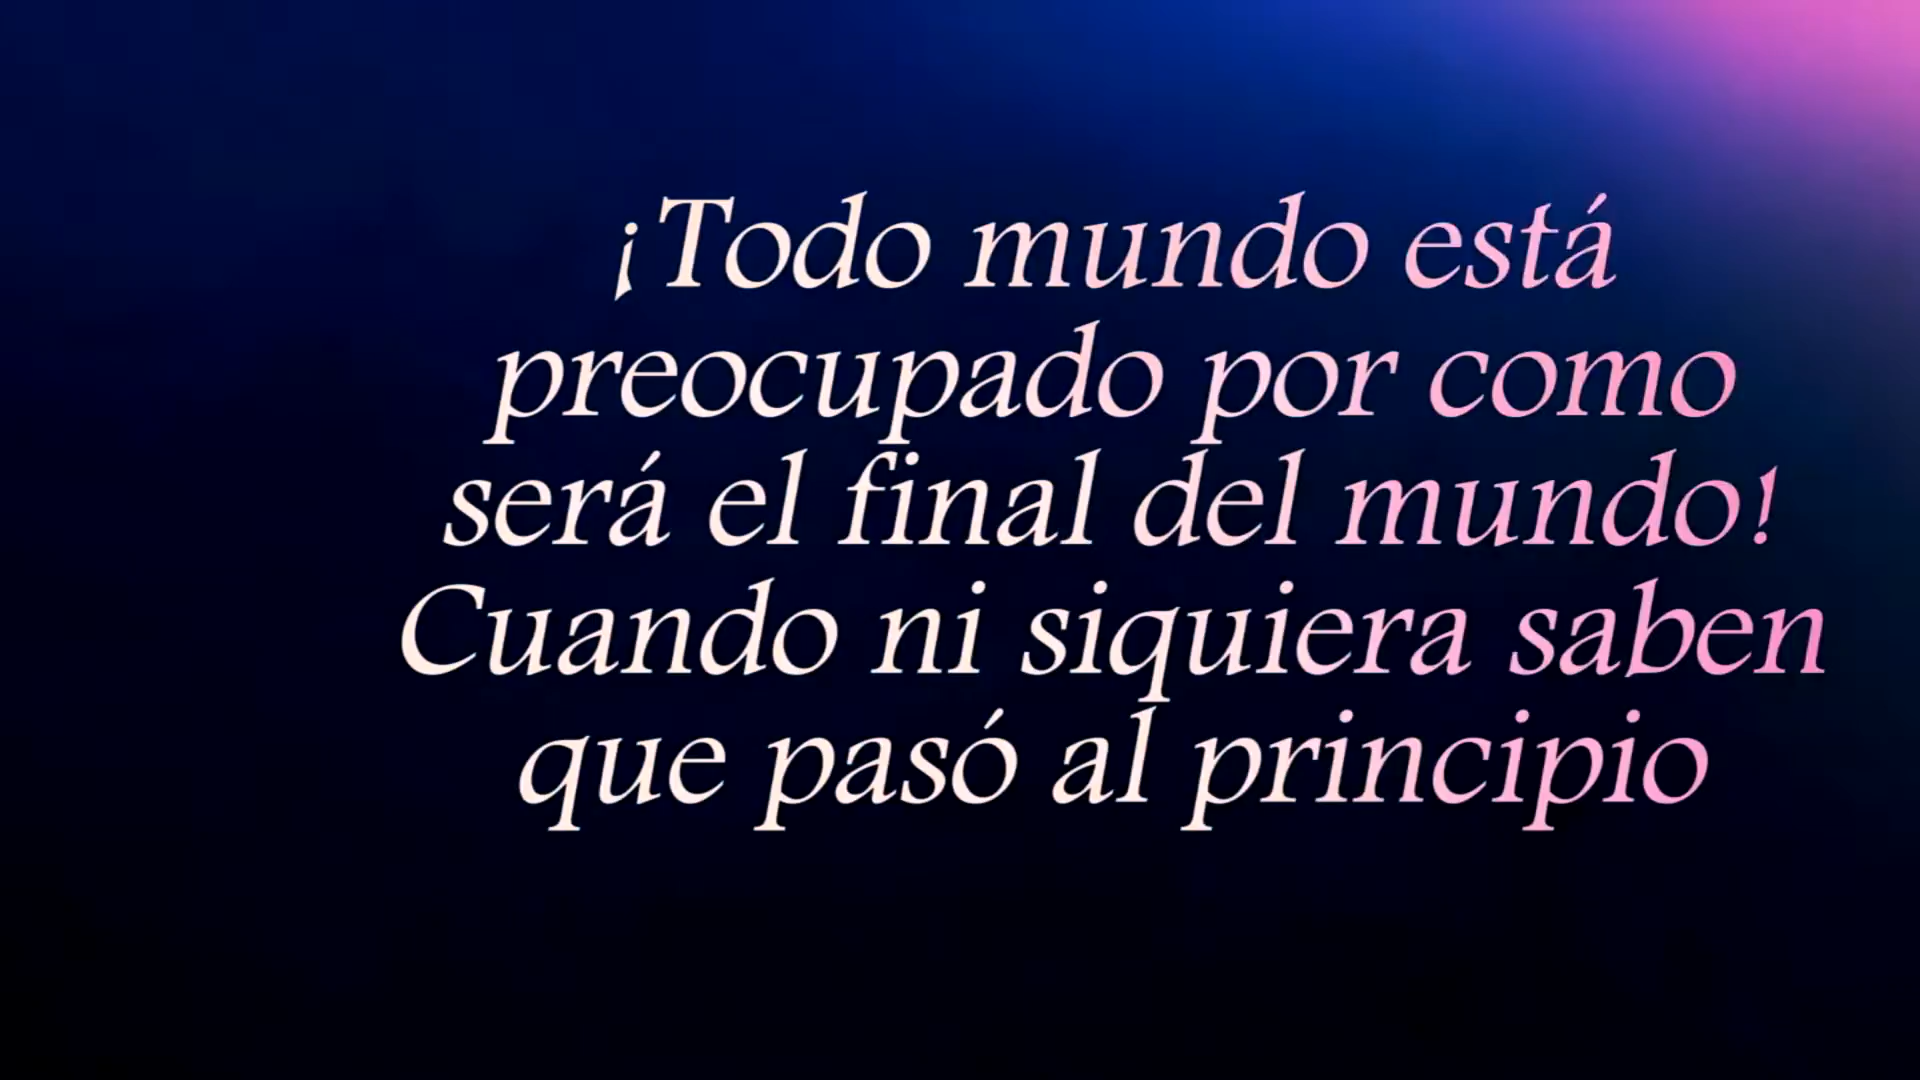 ¡Todo mundo está
preocupado por como
será el final del mundo!
Cuando ni siquiera saben
que pasó al principio